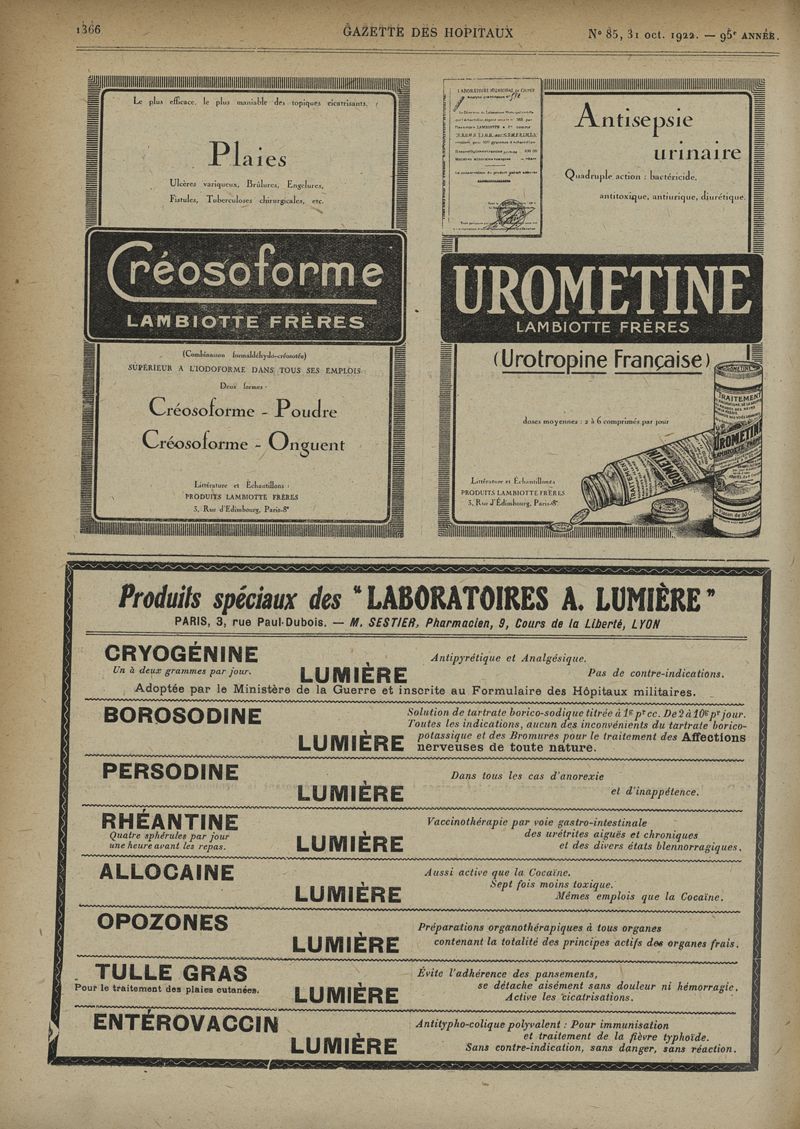 1366
GAZETTE DES HOPITAUX
N° 85, 31 oct. 1922. — 95e ANNÉE.
Le plus efficace, le plus maniable des topiques cicatrisants.
Plaies
Ulcères variqueux, Brûlures, Engelures,
Fistules, Tuberculoses chirurgicales, etc.
Créosoforme
LAMBIOTTE FRÈRES
(Combinaison formaldéhydo-créosotée)
SUPÉRIEUR A L'IODOFORME DANS TOUS SES EMPLOIS
Deux formes :
Créosoforme - Poudre
Créosoforme - Onguent
Littérature et Échantillons :
PRODUITS LAMBIOTTE FRÈRES
3, Rue d'Edimbourg, Paris-8e
Antisepsie
urinaire
Quadruple action : bactéricide,
antitoxique, antiurique, diurétique.
UROMETINE
LAMBIOTTE FRÈRES
(Urotropine Française)
doses moyennes : 2 à 6 comprimés par jour
Littérature et Échantillons
PRODUITS LAMBIOTTE FRÈRES
3, Rue d'Édimbourg, Paris-8e
TRAITEMENT
UROMETINE
Produits spéciaux des "LABORATOIRES A. LUMIÈRE"
PARIS, 3, rue Paul-Dubois. — M. SESTIER, Pharmacien, 9, Cours de la Liberté, LYON
CRYOGÉNINE
Un à deux grammes par jour.
LUMIÈRE
Antipyrétique et Analgésique.
Pas de contre-indications.
Adoptée par le Ministère de la Guerre et inscrite au Formulaire des Hôpitaux militaires.
BOROSODINE
LUMIÈRE
Solution de tartrate borico-sodique titrée à 1gr pr cc. De 2 à 10gr pr jour.
Toutes les indications, aucun des inconvénients du tartrate borico-
potassique et des Bromures pour le traitement des Affections
nerveuses de toute nature.
PERSODINE
LUMIÈRE
Dans tous les cas d'anorexie
et d'inappétence.
RHÉANTINE
Quatre sphérules par jour
une heure avant les repas.
LUMIÈRE
Vaccinothérapie par voie gastro-intestinale
des urétrites aiguës et chroniques
et des divers états blennorragiques.
ALLOCAINE
LUMIÈRE
Aussi active que la Cocaïne.
Sept fois moins toxique.
Mêmes emplois que la Cocaïne.
OPOZONES
LUMIÈRE
Préparations organothérapiques à tous organes
contenant la totalité des principes actifs des organes frais.
TULLE GRAS
Pour le traitement des plaies cutanées.
LUMIÈRE
Évite l'adhérence des pansements,
se détache aisément sans douleur ni hémorragie.
Active les cicatrisations.
ENTÉROVACCIN
LUMIÈRE
Antitypho-colique polyvalent : Pour immunisation
et traitement de la fièvre typhoïde.
Sans contre-indication, sans danger, sans réaction.